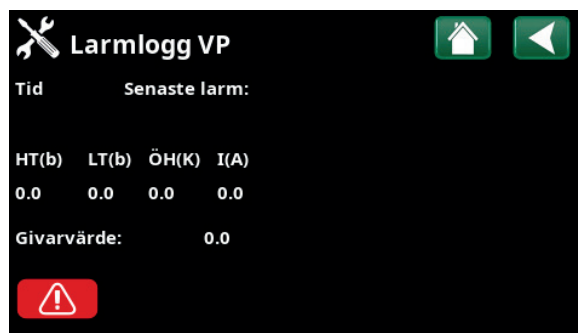 Larmlogg VP
Tid Senaste larm:
HT(b) LT(b) ÖH(K) I(A)
0.0 0.0 0.0 0.0
Givarvärde: 0.0